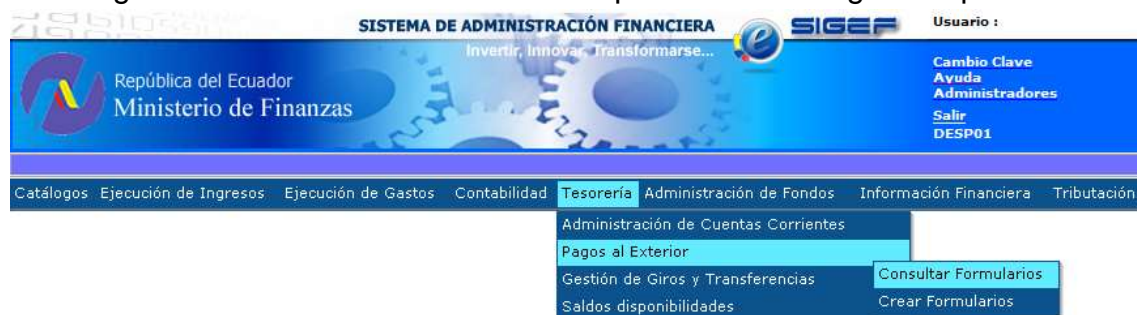 SISTEMA DE ADMINISTRACIÓN FINANCIERA
e SIGEF
Usuario :
Invertir, Innovar, Transformarse...
República del Ecuador
Ministerio de Finanzas
Cambio Clave
Ayuda
Administradores
Salir
DESP01
Catálogos Ejecución de Ingresos Ejecución de Gastos Contabilidad Tesorería Administración de Fondos Información Financiera Tributación
Administración de Cuentas Corrientes
Pagos al Exterior
Gestión de Giros y Transferencias
Saldos disponibilidades
Consultar Formularios
Crear Formularios